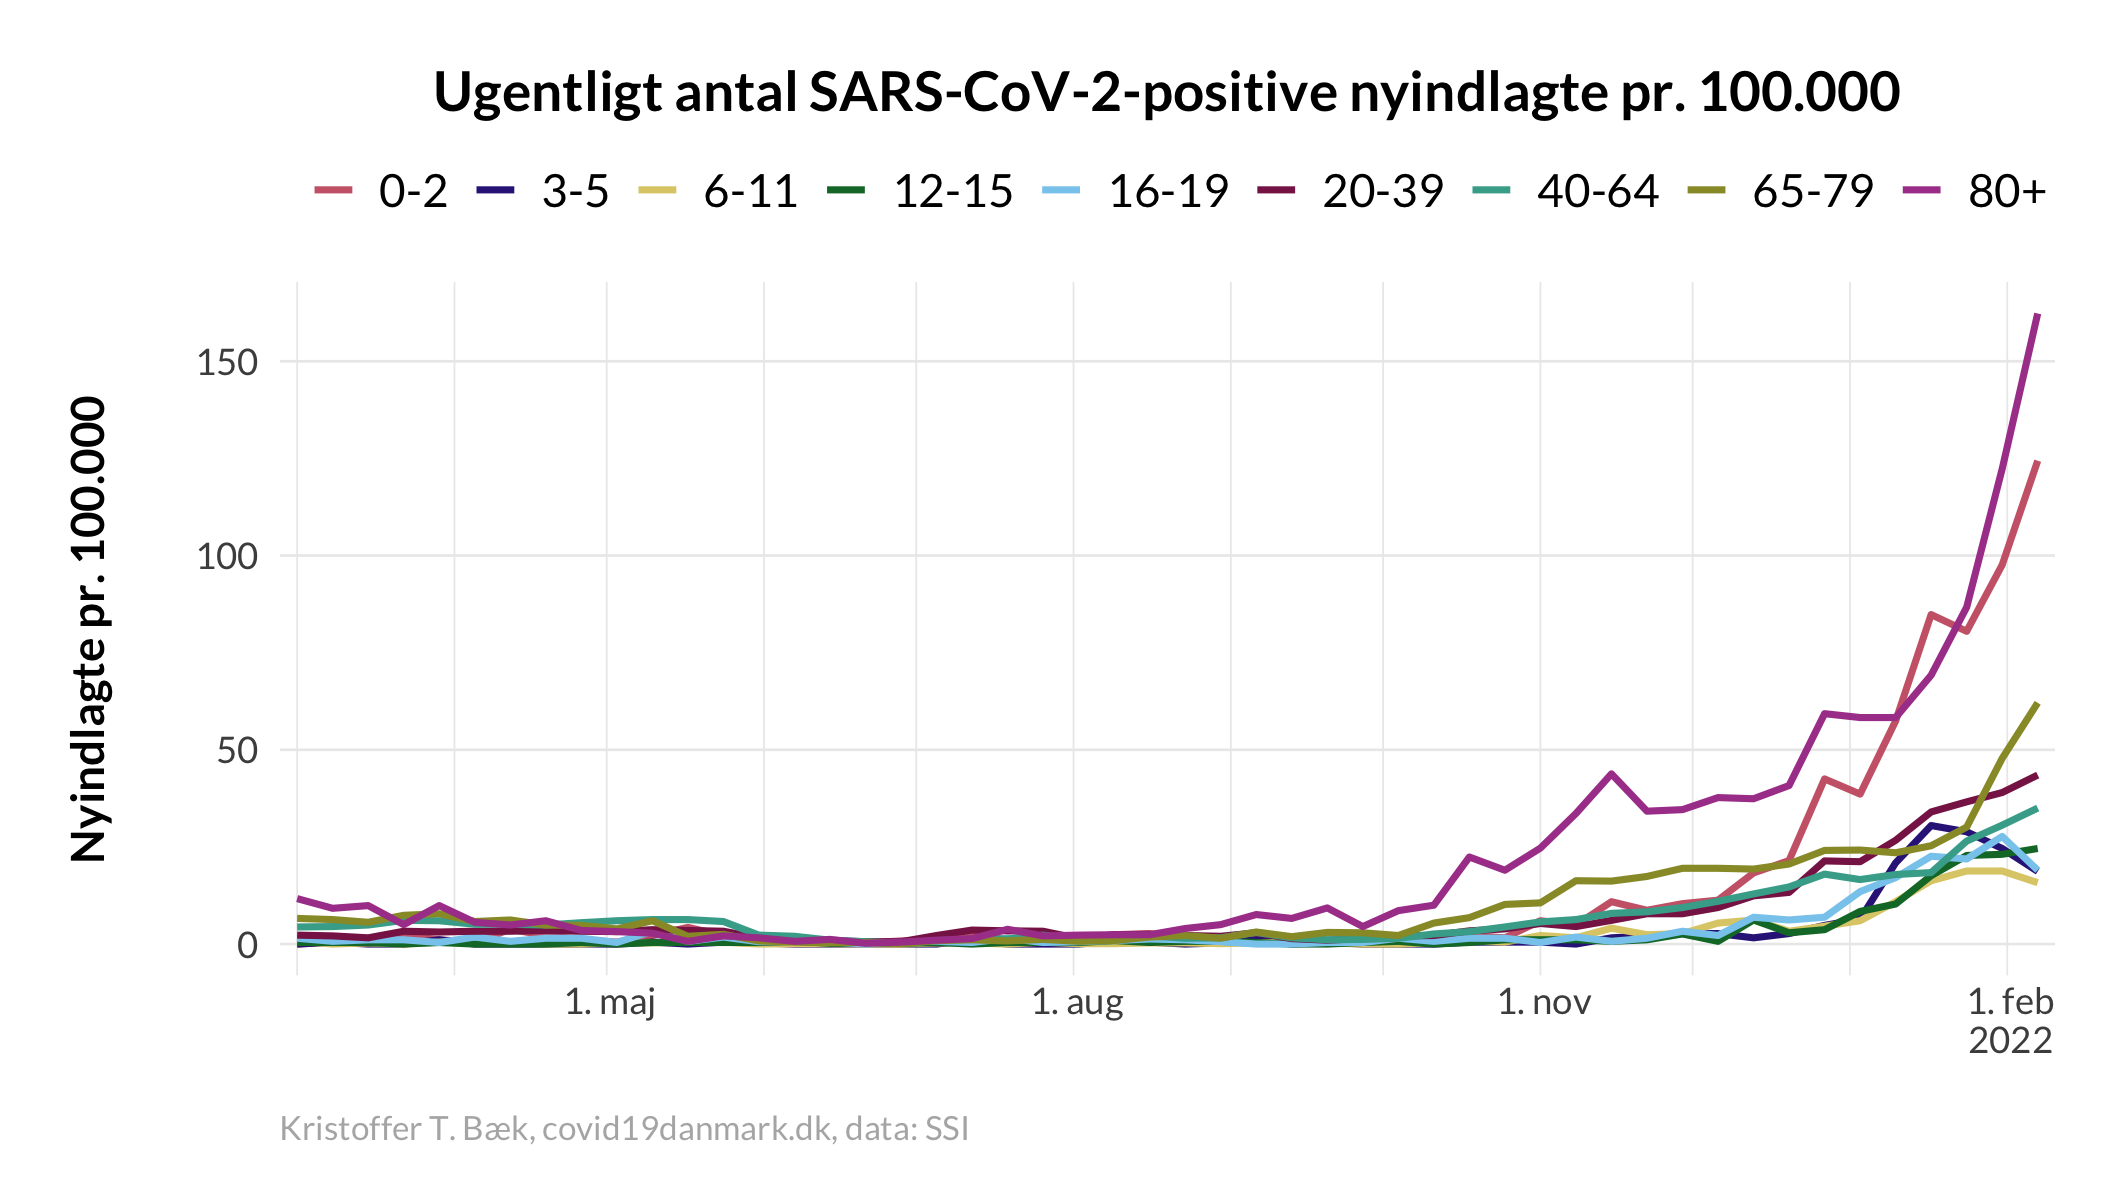 Ugentligt antal SARS-CoV-2-positive nyindlagte pr. 100.000
0-2 3-5 6-11 12-15 16-19 20-39 40-64 65-79 80+
Nyindlagte pr. 100.000
150
100
50
0
1. maj 1. aug 1. nov 1. feb
2022
Kristoffer T. Bæk, covid19danmark.dk, data: SSI